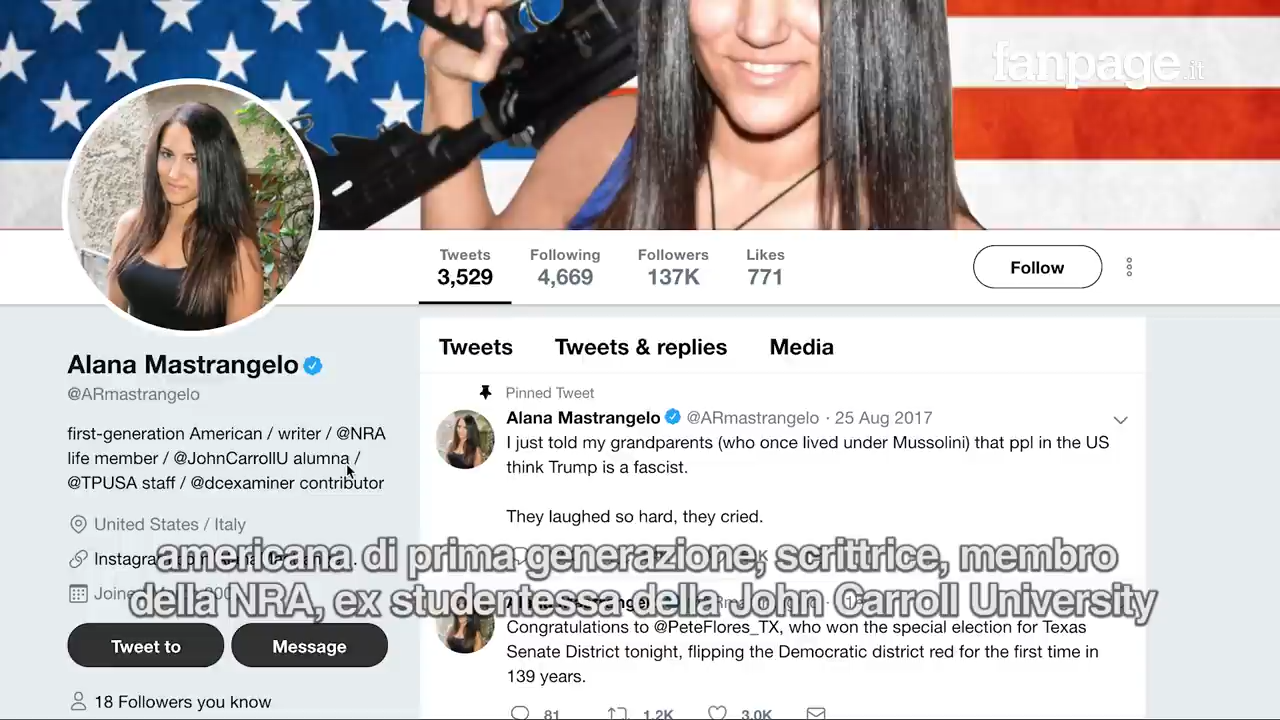 fanpage.it
Tweets Following Followers Likes
3,529 4,669 137K 771
Follow
Alana Mastrangelo
@ARmastrangelo
first-generation American / writer / @NRA
life member / @JohnCarrollU alumna /
@TPUSA staff / @dcexaminer contributor
United States / Italy
Tweet to
Message
18 Followers you know
Tweets Tweets & replies Media
Pinned Tweet
Alana Mastrangelo @ARmastrangelo · 25 Aug 2017
I just told my grandparents (who once lived under Mussolini) that ppl in the US
think Trump is a fascist.
They laughed so hard, they cried.
Congratulations to @PeteFlores_TX, who won the special election for Texas
Senate District tonight, flipping the Democratic district red for the first time in
139 years.
81 1.2K 3.0K
americana di prima generazione, scrittrice, membro
della NRA, ex studentessa della John Carroll University